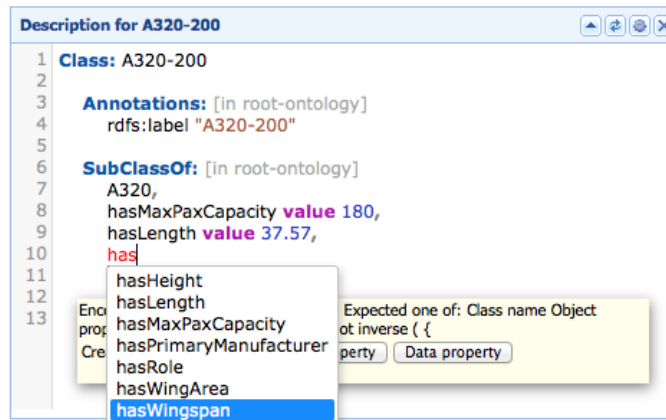 Description for A320-200
1 Class: A320-200
2
3 Annotations: [in root-ontology]
4 rdfs:label "A320-200"
5
6 SubClassOf: [in root-ontology]
7 A320,
8 hasMaxPaxCapacity value 180,
9 hasLength value 37.57,
10 has
11 hasHeight
12 hasLength
13 hasMaxPaxCapacity
hasPrimaryManufacturer
hasRole
hasWingArea
hasWingspan
Expected one of: Class name Object
( {
Data property